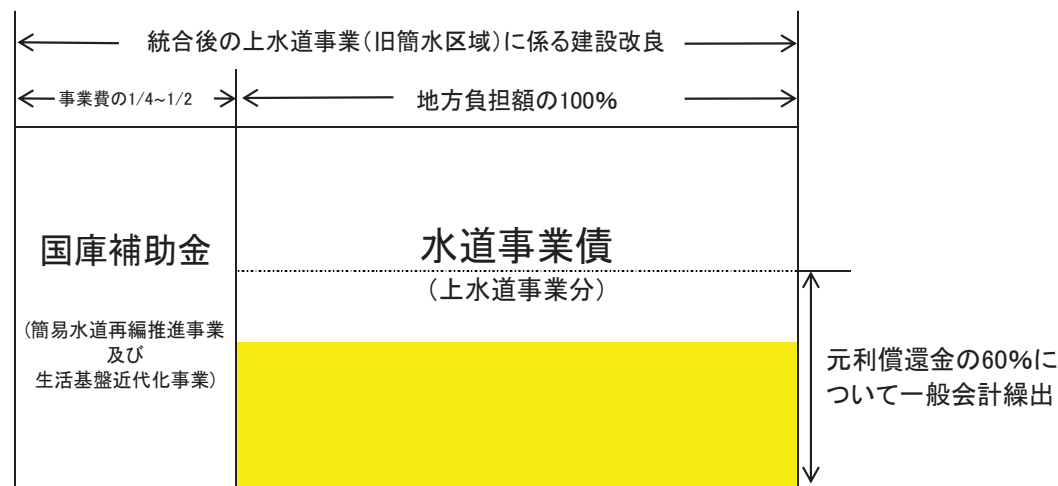 統合後の上水道事業（旧簡水区域）に係る建設改良
事業費の1/4~1/2
地方負担額の100%
国庫補助金
（簡易水道再編推進事業
及び
生活基盤近代化事業）
水道事業債
（上水道事業分）
元利償還金の60%に
ついて一般会計繰出